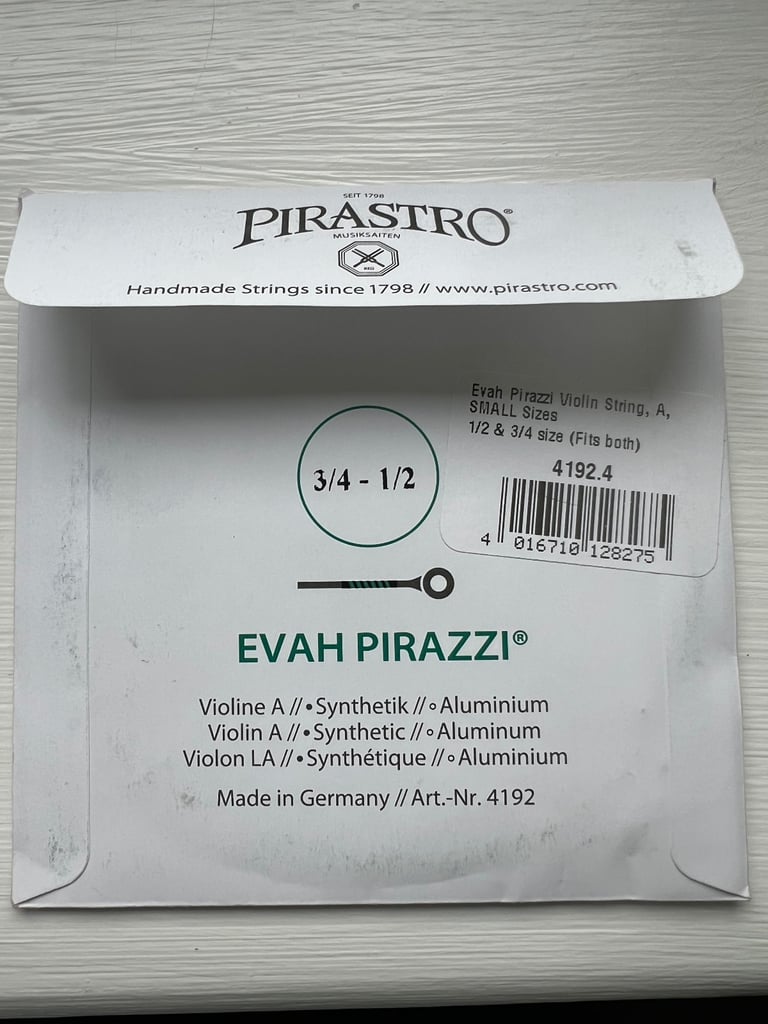 SEIT 1798
PIRASTRO®
MUSIKSAITEN
REG
Handmade Strings since 1798 // www.pirastro.com
Evah Pirazzi Violin String, A,
SMALL Sizes
1/2 & 3/4 size (Fits both)
4192.4
4 016710 128275
3/4 - 1/2
EVAH PIRAZZI®
Violine A // • Synthetik // ∘ Aluminium
Violin A // • Synthetic // ∘ Aluminum
Violon LA // • Synthétique // ∘ Aluminium
Made in Germany // Art.-Nr. 4192